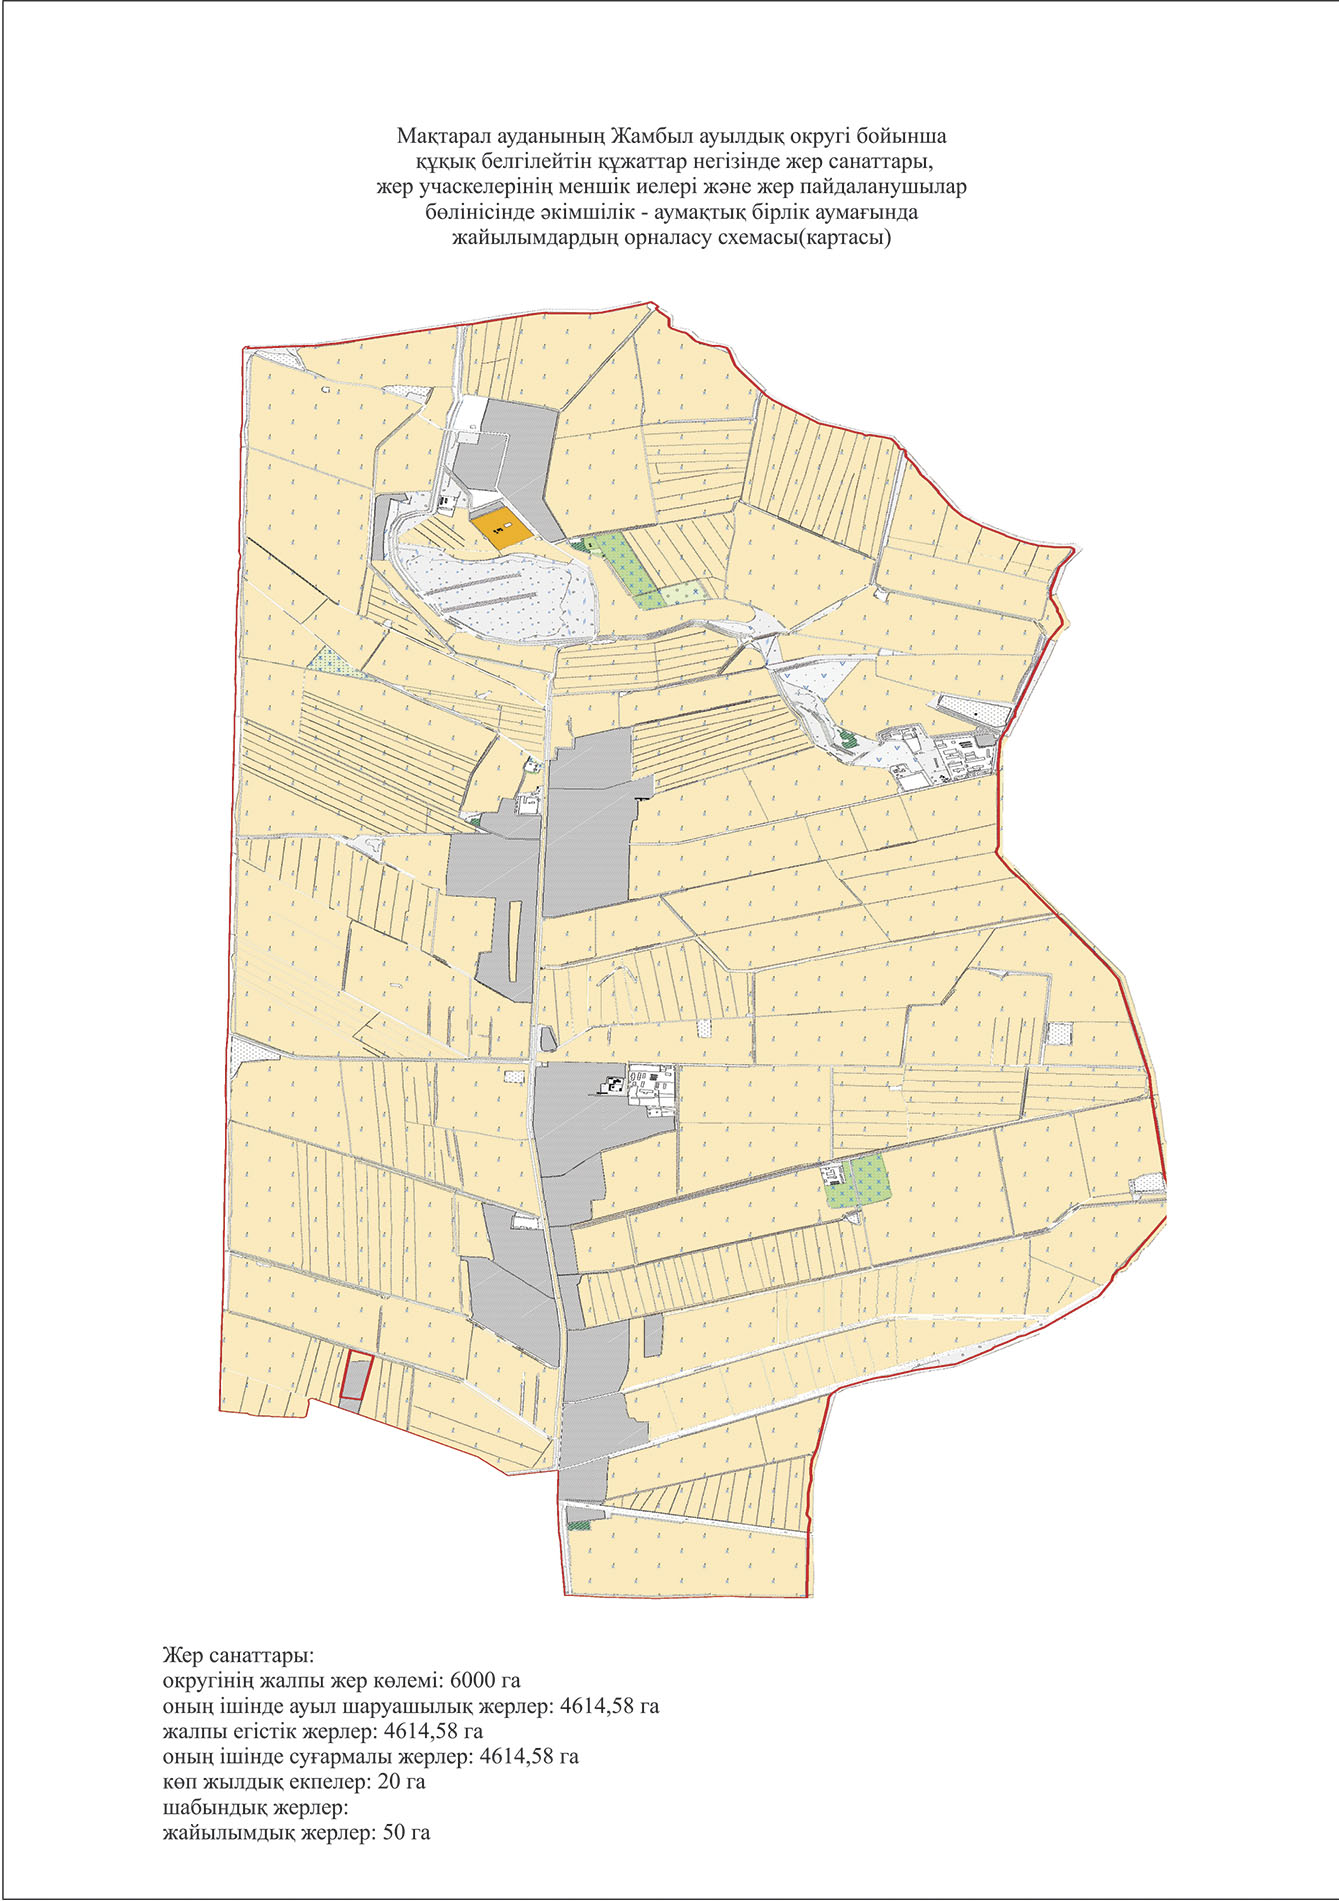 Мақтарал ауданының Жамбыл ауылдық округі бойынша
құқық белгілейтін құжаттар негізінде жер санаттары,
жер учаскелерінің меншік иелері және жер пайдаланушылар
бөлінісінде әкімшілік - аумақтық бірлік аумағында
жайылымдардың орналасу схемасы(картасы)
Жер санаттары:
округінің жалпы жер көлемі: 6000 га
оның ішінде ауыл шаруашылық жерлер: 4614,58 га
жалпы егістік жерлер: 4614,58 га
оның ішінде суғармалы жерлер: 4614,58 га
көп жылдық екпелер: 20 га
шабындық жерлер:
жайылымдық жерлер: 50 га